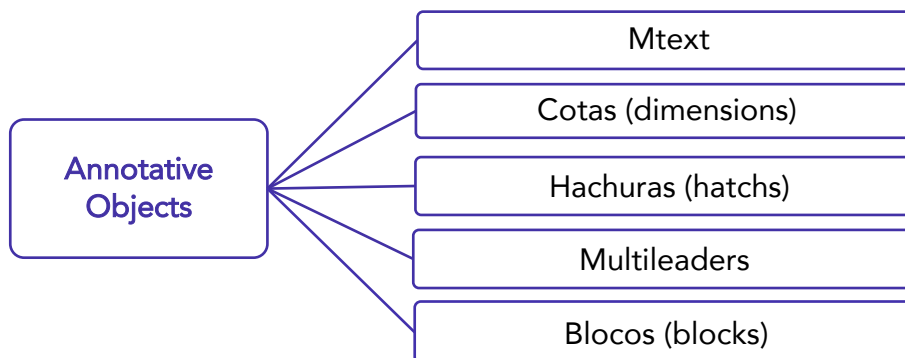 Annotative
Objects
Mtext
Cotas (dimensions)
Hachuras (hatchs)
Multileaders
Blocos (blocks)